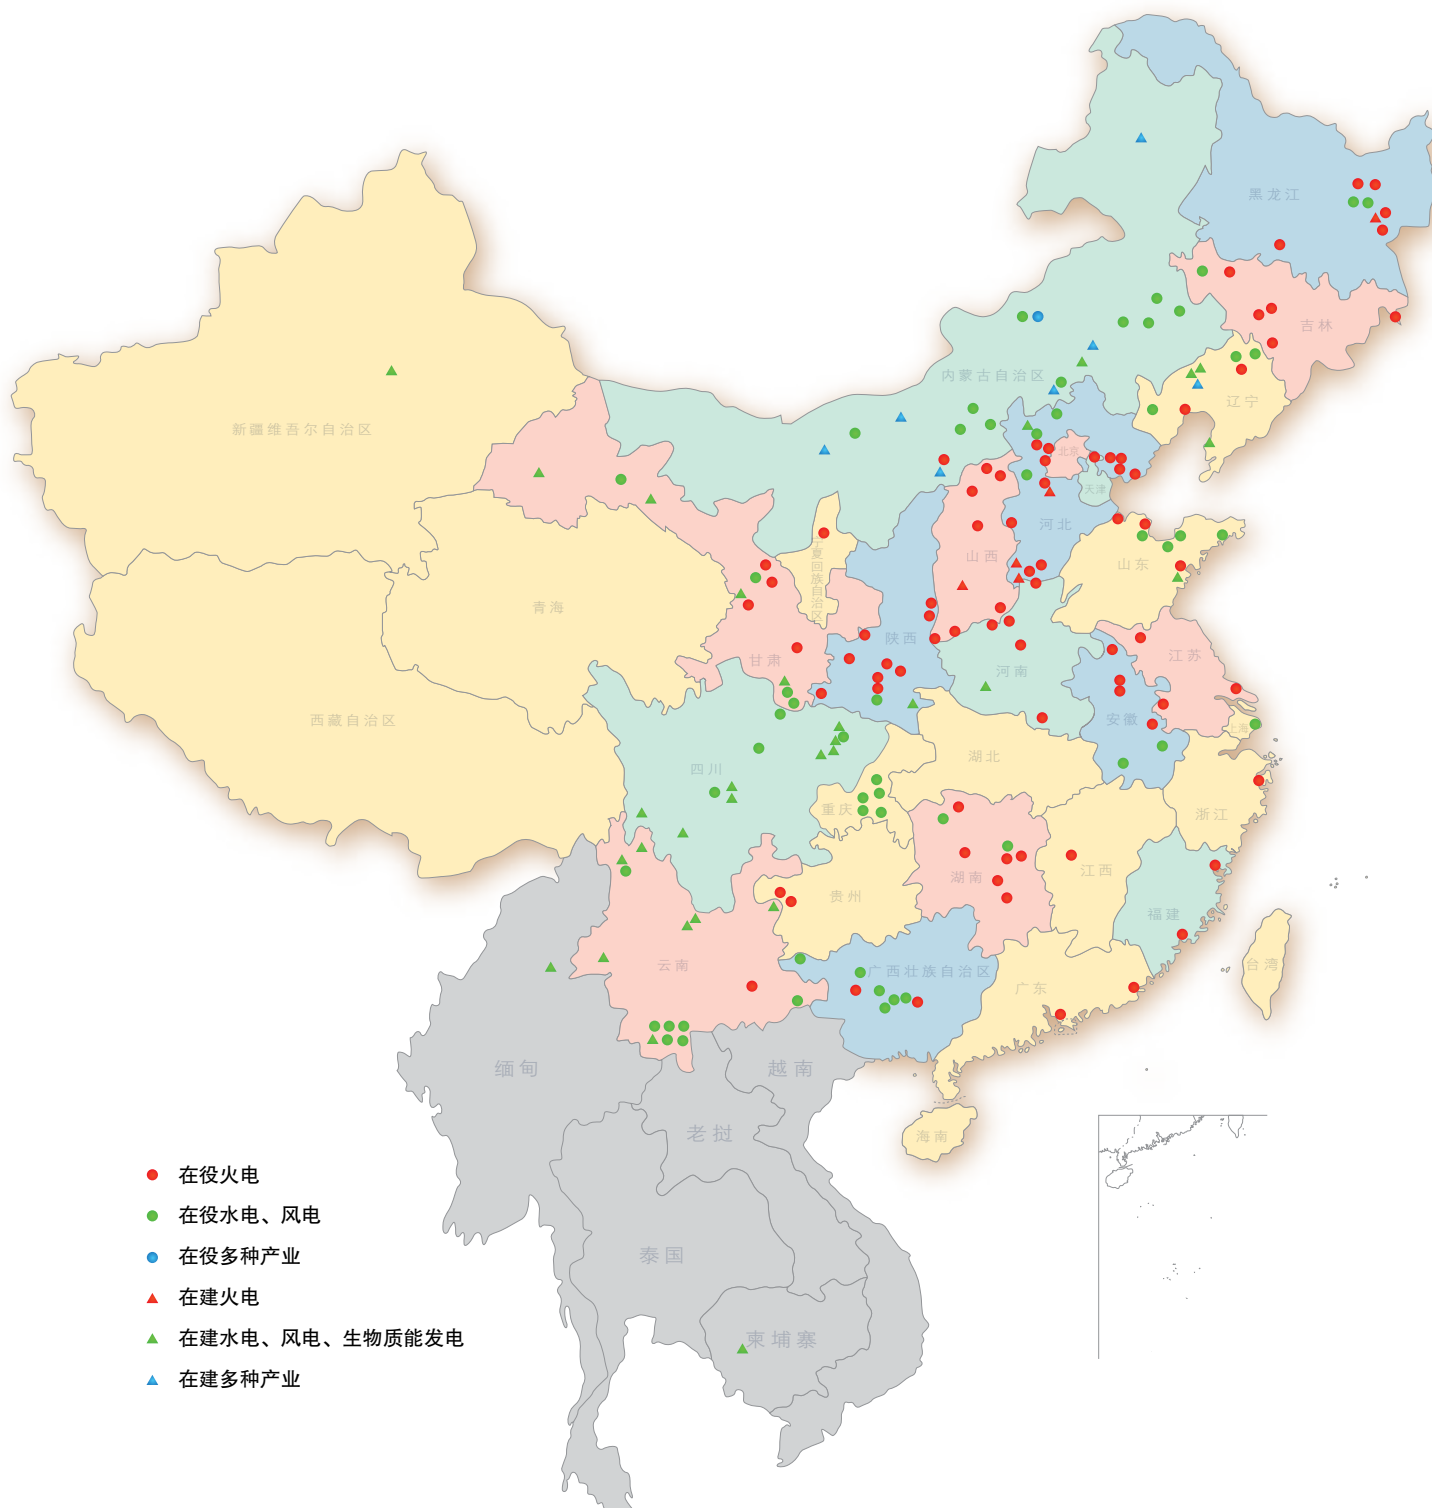 黑龙江
吉林
内蒙古自治区
辽宁
新疆维吾尔自治区
北京
天津
河北
宁夏回族自治区
山西
山东
青海
陕西
甘肃
河南
江苏
西藏自治区
安徽
上海
湖北
四川
重庆
浙江
湖南
江西
贵州
福建
云南
广西壮族自治区
台湾
广东
缅甸
越南
老挝
海南
泰国
柬埔寨
在役火电
在役水电、风电
在役多种产业
在建火电
在建水电、风电、生物质能发电
在建多种产业